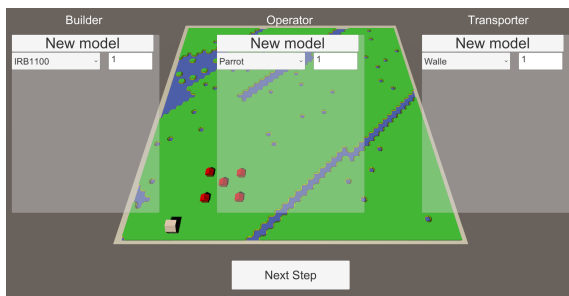 Builder
New model
IRB1100
1
Operator
New model
Parrot
1
Transporter
New model
Walle
1
Next Step